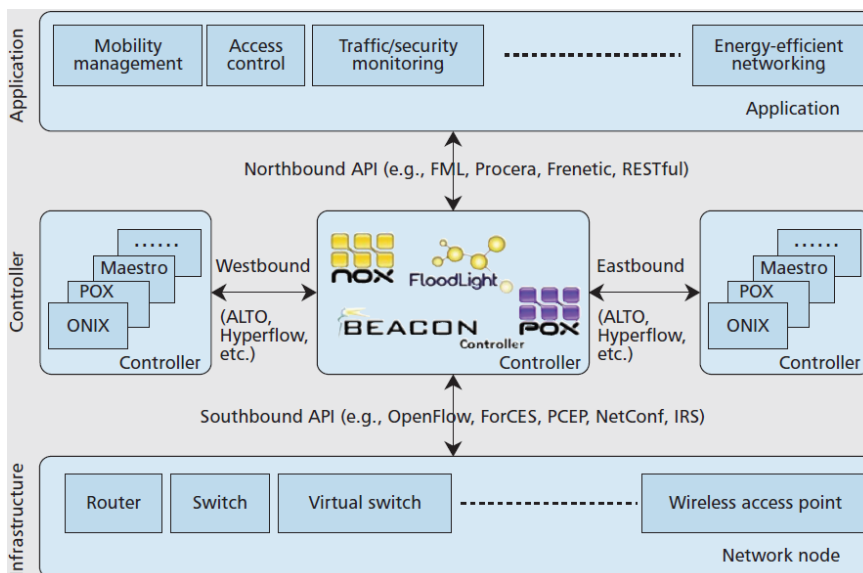 Application
Mobility
management
Access
control
Traffic/security
monitoring
Energy-efficient
networking
Application
Northbound API (e.g., FML, Procera, Frenetic, RESTful)
Controller
......
Maestro
POX
ONIX
Controller
Westbound
(ALTO,
Hyperflow,
etc.)
nox
FloodLight
BEACON
Controller
POX
Controller
Eastbound
(ALTO,
Hyperflow,
etc.)
......
Maestro
POX
ONIX
Controller
Southbound API (e.g., OpenFlow, ForCES, PCEP, NetConf, IRS)
nfrastructure
Router
Switch
Virtual switch
Wireless access point
Network node